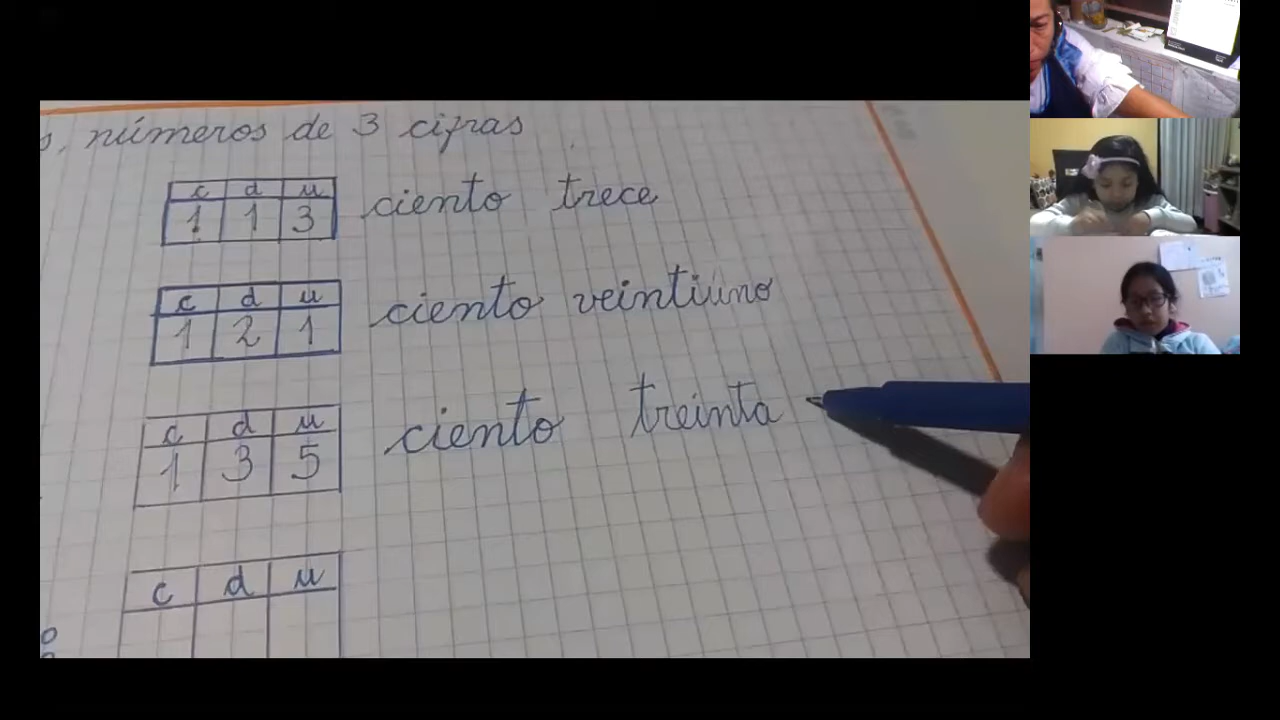 s, números de 3 cifras
c d u
1 1 3
ciento trece
c d u
1 2 1
ciento veintiuno
c d u
1 3 5
ciento treinta
c d u